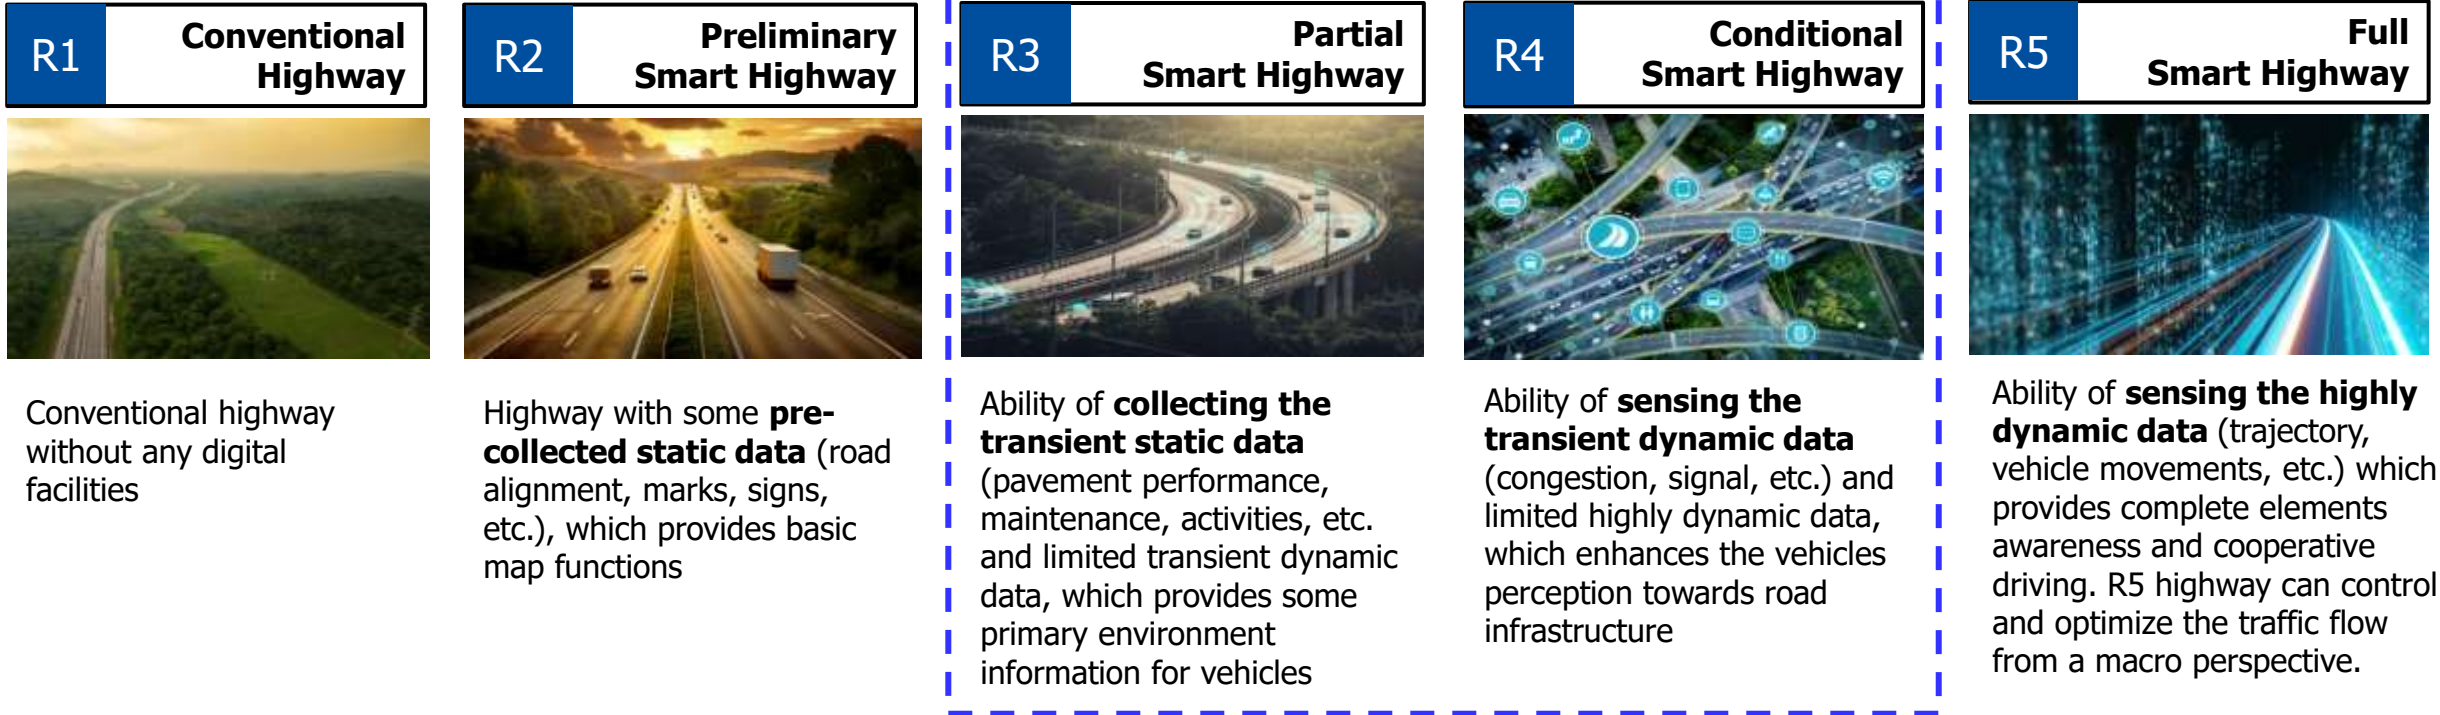 R1
Conventional
Highway
Conventional highway
without any digital
facilities
R2
Preliminary
Smart Highway
Highway with some pre-
collected static data (road
alignment, marks, signs,
etc.), which provides basic
map functions
R3
Partial
Smart Highway
Ability of collecting the
transient static data
(pavement performance,
maintenance, activities, etc.
and limited transient dynamic
data, which provides some
primary environment
information for vehicles
R4
Conditional
Smart Highway
Ability of sensing the
transient dynamic data
(congestion, signal, etc.) and
limited highly dynamic data,
which enhances the vehicles
perception towards road
infrastructure
R5
Full
Smart Highway
Ability of sensing the highly
dynamic data (trajectory,
vehicle movements, etc.) which
provides complete elements
awareness and cooperative
driving. R5 highway can control
and optimize the traffic flow
from a macro perspective.